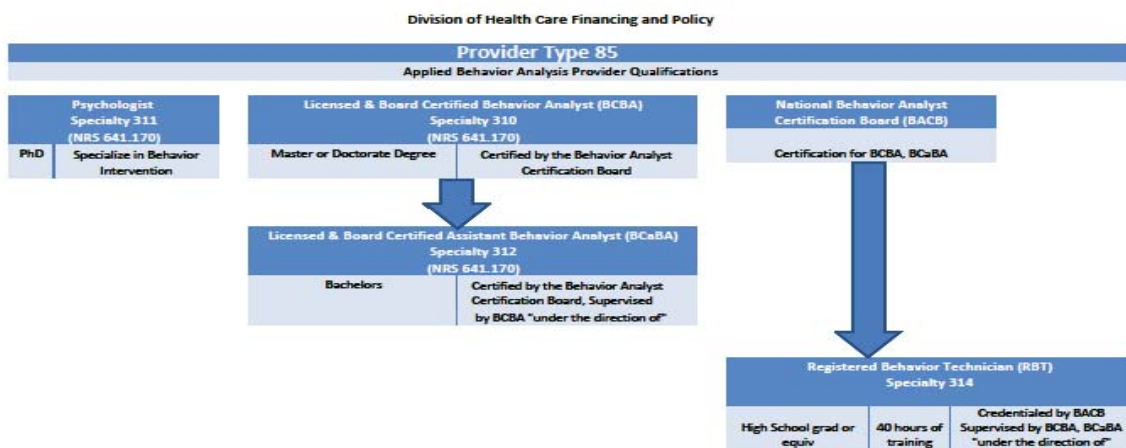 Division of Health Care Financing and Policy
Provider Type 85
Applied Behavior Analysis Provider Qualifications
Psychologist
Specialty 311
(NRS 641.170)
PhD
Specialize in Behavior
Intervention
Licensed & Board Certified Behavior Analyst (BCBA)
Specialty 310
(NRS 641.170)
Master or Doctorate Degree
Certified by the Behavior Analyst
Certification Board
National Behavior Analyst
Certification Board (BACB)
Certification for BCBA, BCaBA
Licensed & Board Certified Assistant Behavior Analyst (BCaBA)
Specialty 312
(NRS 641.170)
Bachelors
Certified by the Behavior Analyst
Certification Board, Supervised
by BCBA "under the direction of"
Registered Behavior Technician (RBT)
Specialty 314
High School grad or
equiv
40 hours of
training
Credentialed by BACB
Supervised by BCBA, BCaBA
"under the direction of"